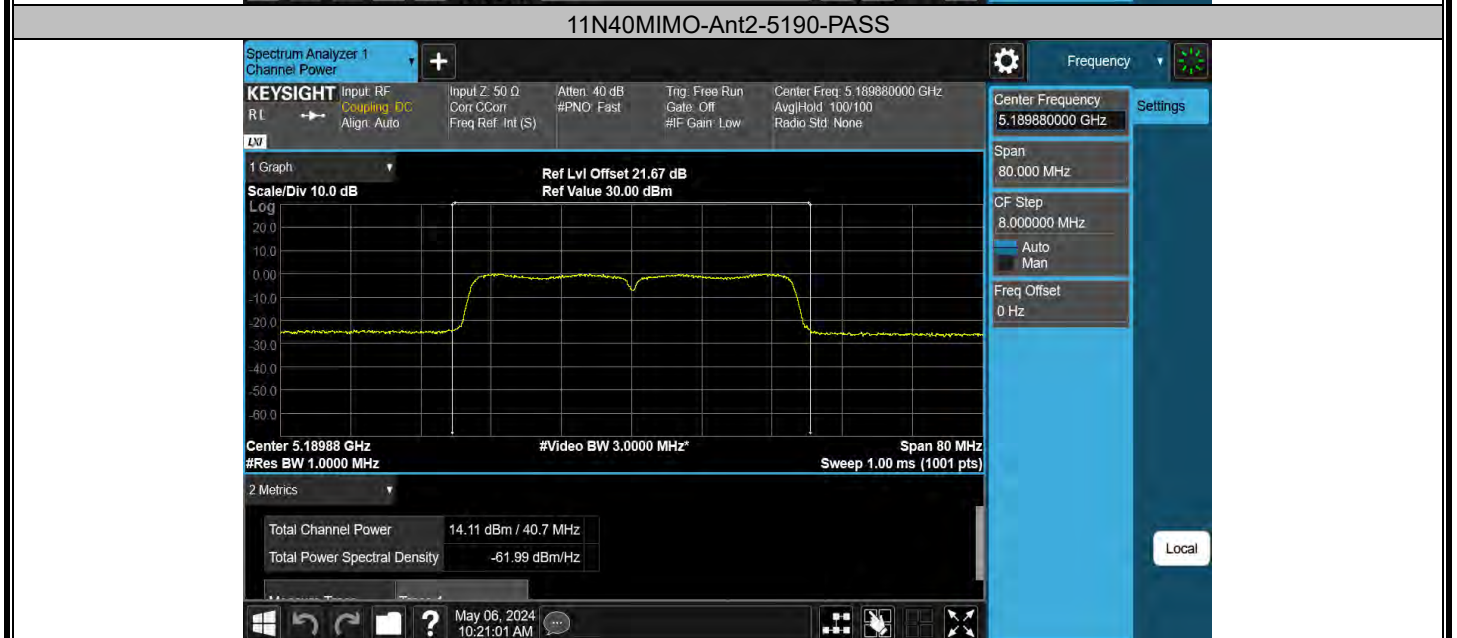 11N40MIMO-Ant2-5190-PASS
Spectrum Analyzer 1
Channel Power
+
Frequency
KEYSIGHT
Input: RF
Coupling: DC
Align: Auto
R L
LXI
Input Z: 50 Ω
Corr CCorr
Freq Ref: Int (S)
Atten: 40 dB
#PNO: Fast
Trig: Free Run
Gate: Off
#IF Gain: Low
Center Freq: 5.189880000 GHz
Avg|Hold: 100/100
Radio Std: None
Center Frequency
5.189880000 GHz
Settings
Span
80.000 MHz
CF Step
8.000000 MHz
Auto
Man
Freq Offset
0 Hz
1 Graph
Scale/Div 10.0 dB
Ref Lvl Offset 21.67 dB
Ref Value 30.00 dBm
Log
20.0
10.0
0.00
-10.0
-20.0
-30.0
-40.0
-50.0
-60.0
Center 5.18988 GHz
#Video BW 3.0000 MHz*
Span 80 MHz
#Res BW 1.0000 MHz
Sweep 1.00 ms (1001 pts)
2 Metrics
Total Channel Power 14.11 dBm / 40.7 MHz
Total Power Spectral Density -61.99 dBm/Hz
Local
?
May 06, 2024
10:21:01 AM